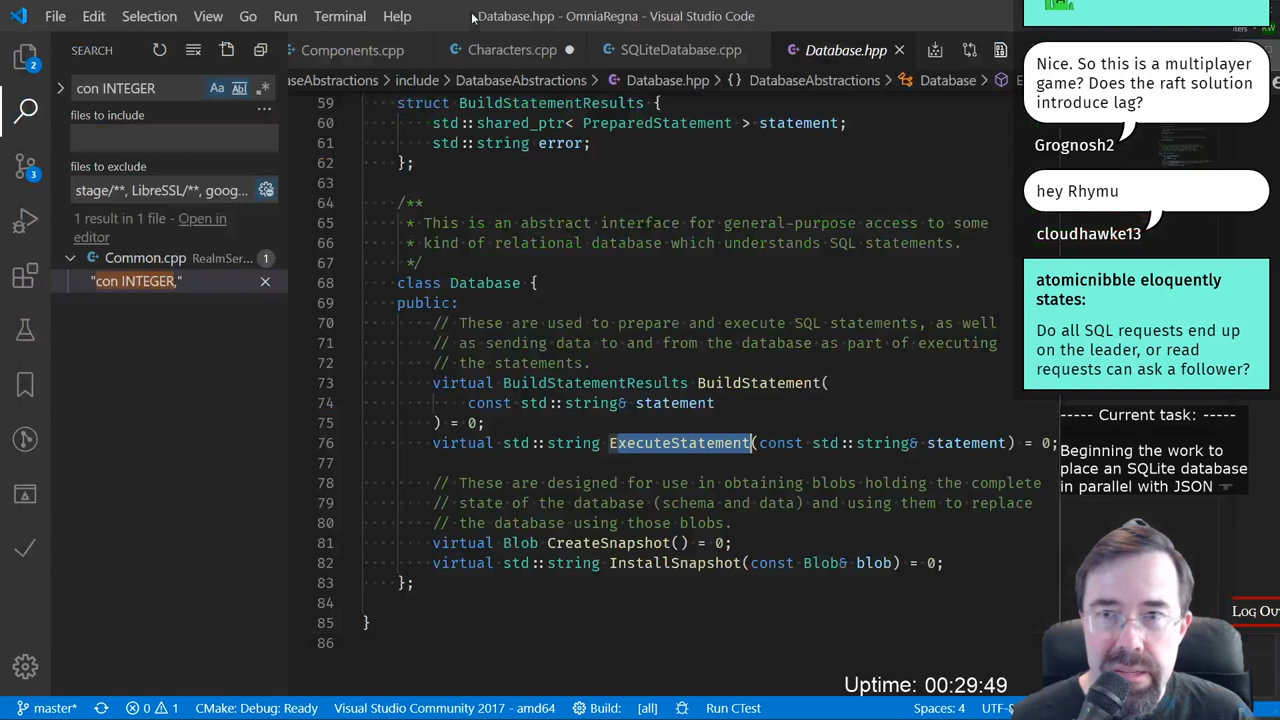 File Edit Selection View Go Run Terminal Help
Database.hpp - OmniaRegna - Visual Studio Code
SEARCH
con INTEGER
Aa
files to include
files to exclude
stage/**, LibreSSL/**, goog...
1 result in 1 file - Open in
editor
Common.cpp RealmSer... 1
"con INTEGER,"
2
3
Components.cpp Characters.cpp SQLiteDatabase.cpp Database.hpp
baseAbstractions > include > DatabaseAbstractions > Database.hpp > {} DatabaseAbstractions > Database >
59 struct BuildStatementResults {
60 std::shared_ptr< PreparedStatement > statement;
61 std::string error;
62 };
63
64 /**
65 * This is an abstract interface for general-purpose access to some
66 * kind of relational database which understands SQL statements.
67 */
68 class Database {
69 public:
70 // These are used to prepare and execute SQL statements, as well
71 // as sending data to and from the database as part of executing
72 // the statements.
73 virtual BuildStatementResults BuildStatement(
74 const std::string& statement
75 ) = 0;
76 virtual std::string ExecuteStatement(const std::string& statement) = 0;
77
78 // These are designed for use in obtaining blobs holding the complete
79 // state of the database (schema and data) and using them to replace
80 // the database using those blobs.
81 virtual Blob CreateSnapshot() = 0;
82 virtual std::string InstallSnapshot(const Blob& blob) = 0;
83 };
84
85 }
86
Nice. So this is a multiplayer
game? Does the raft solution
introduce lag?
Grognosh2
hey Rhymu
cloudhawke13
atomicnibble eloquently
states:
Do all SQL requests end up
on the leader, or read
requests can ask a follower?
----- Current task: -----
Beginning the work to
place an SQLite database
in parallel with JSON
Log Ou
Uptime: 00:29:49
master* 0 1 CMake: Debug: Ready Visual Studio Community 2017 - amd64 Build: [all] Run CTest Spaces: 4 UTF-